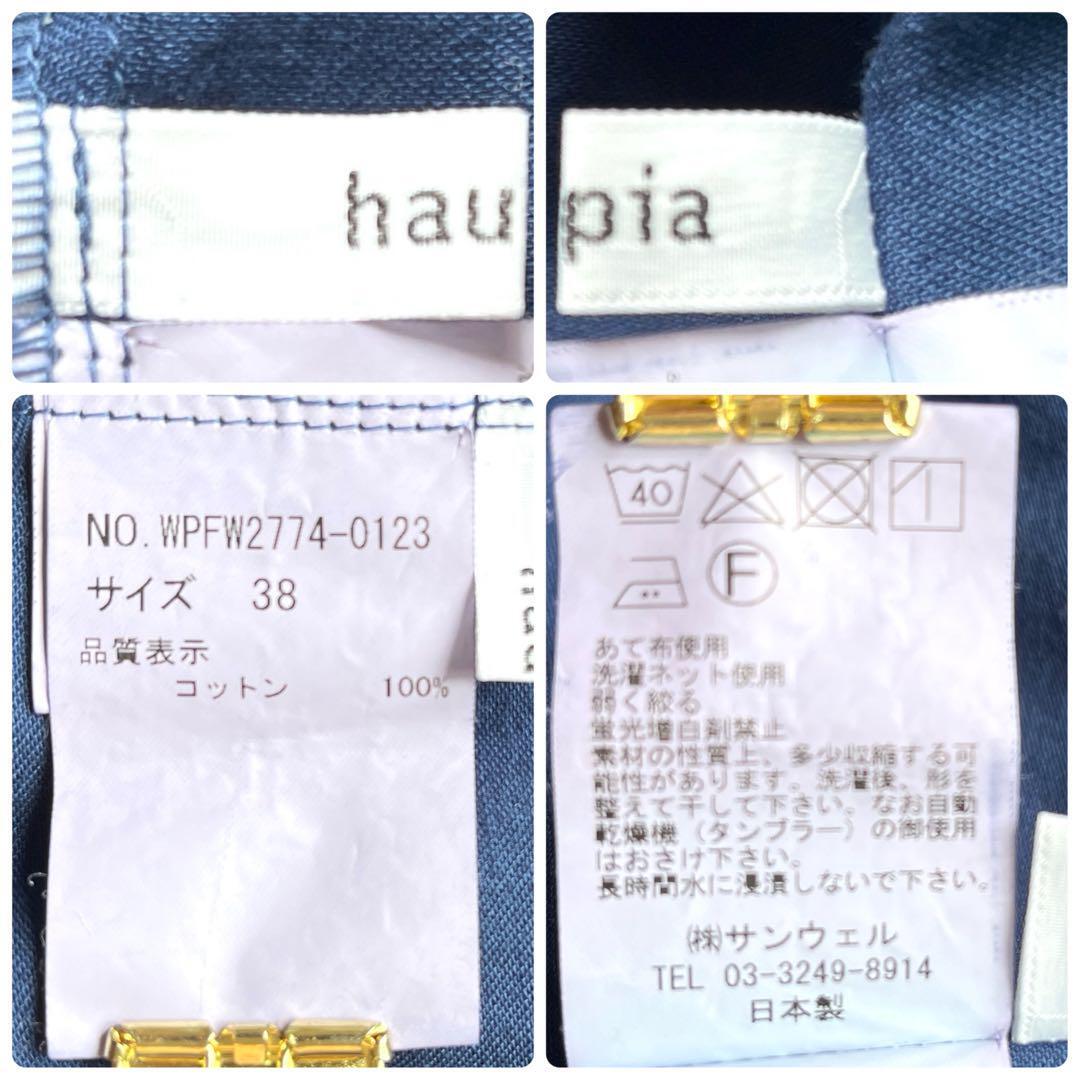 hau
pia
NO. WPFW2774-0123
サイズ 38
品質表示
コットン 100%
40
F
あて布使用
洗濯ネット使用
弱く絞る
蛍光増白剤禁止
素材の性質上、多少収縮する可
能性があります。洗濯後、形を
整えて干して下さい。なお自動
乾燥機（タンブラー）の御使用
はおさけ下さい。
長時間水に浸漬しないで下さい。
㈱サンウェル
TEL 03-3249-8914
日本製